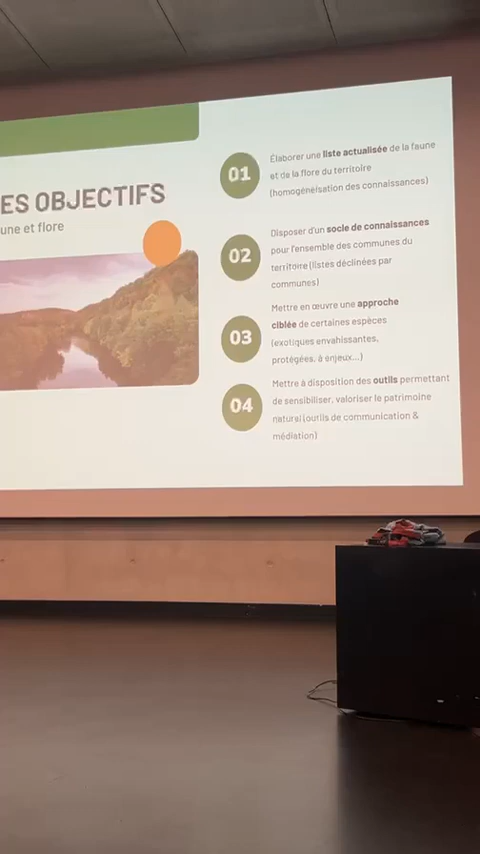 ES OBJECTIFS
une et flore
01
Élaborer une liste actualisée de la faune
et de la flore du territoire
(homogénéisation des connaissances)
02
Disposer d'un socle de connaissances
pour l'ensemble des communes du
territoire (listes déclinées par
communes)
03
Mettre en œuvre une approche
ciblée de certaines espèces
(exotiques envahissantes,
protégées, à enjeux...)
04
Mettre à disposition des outils permettant
de sensibiliser, valoriser le patrimoine
naturel (outils de communication &
médiation)